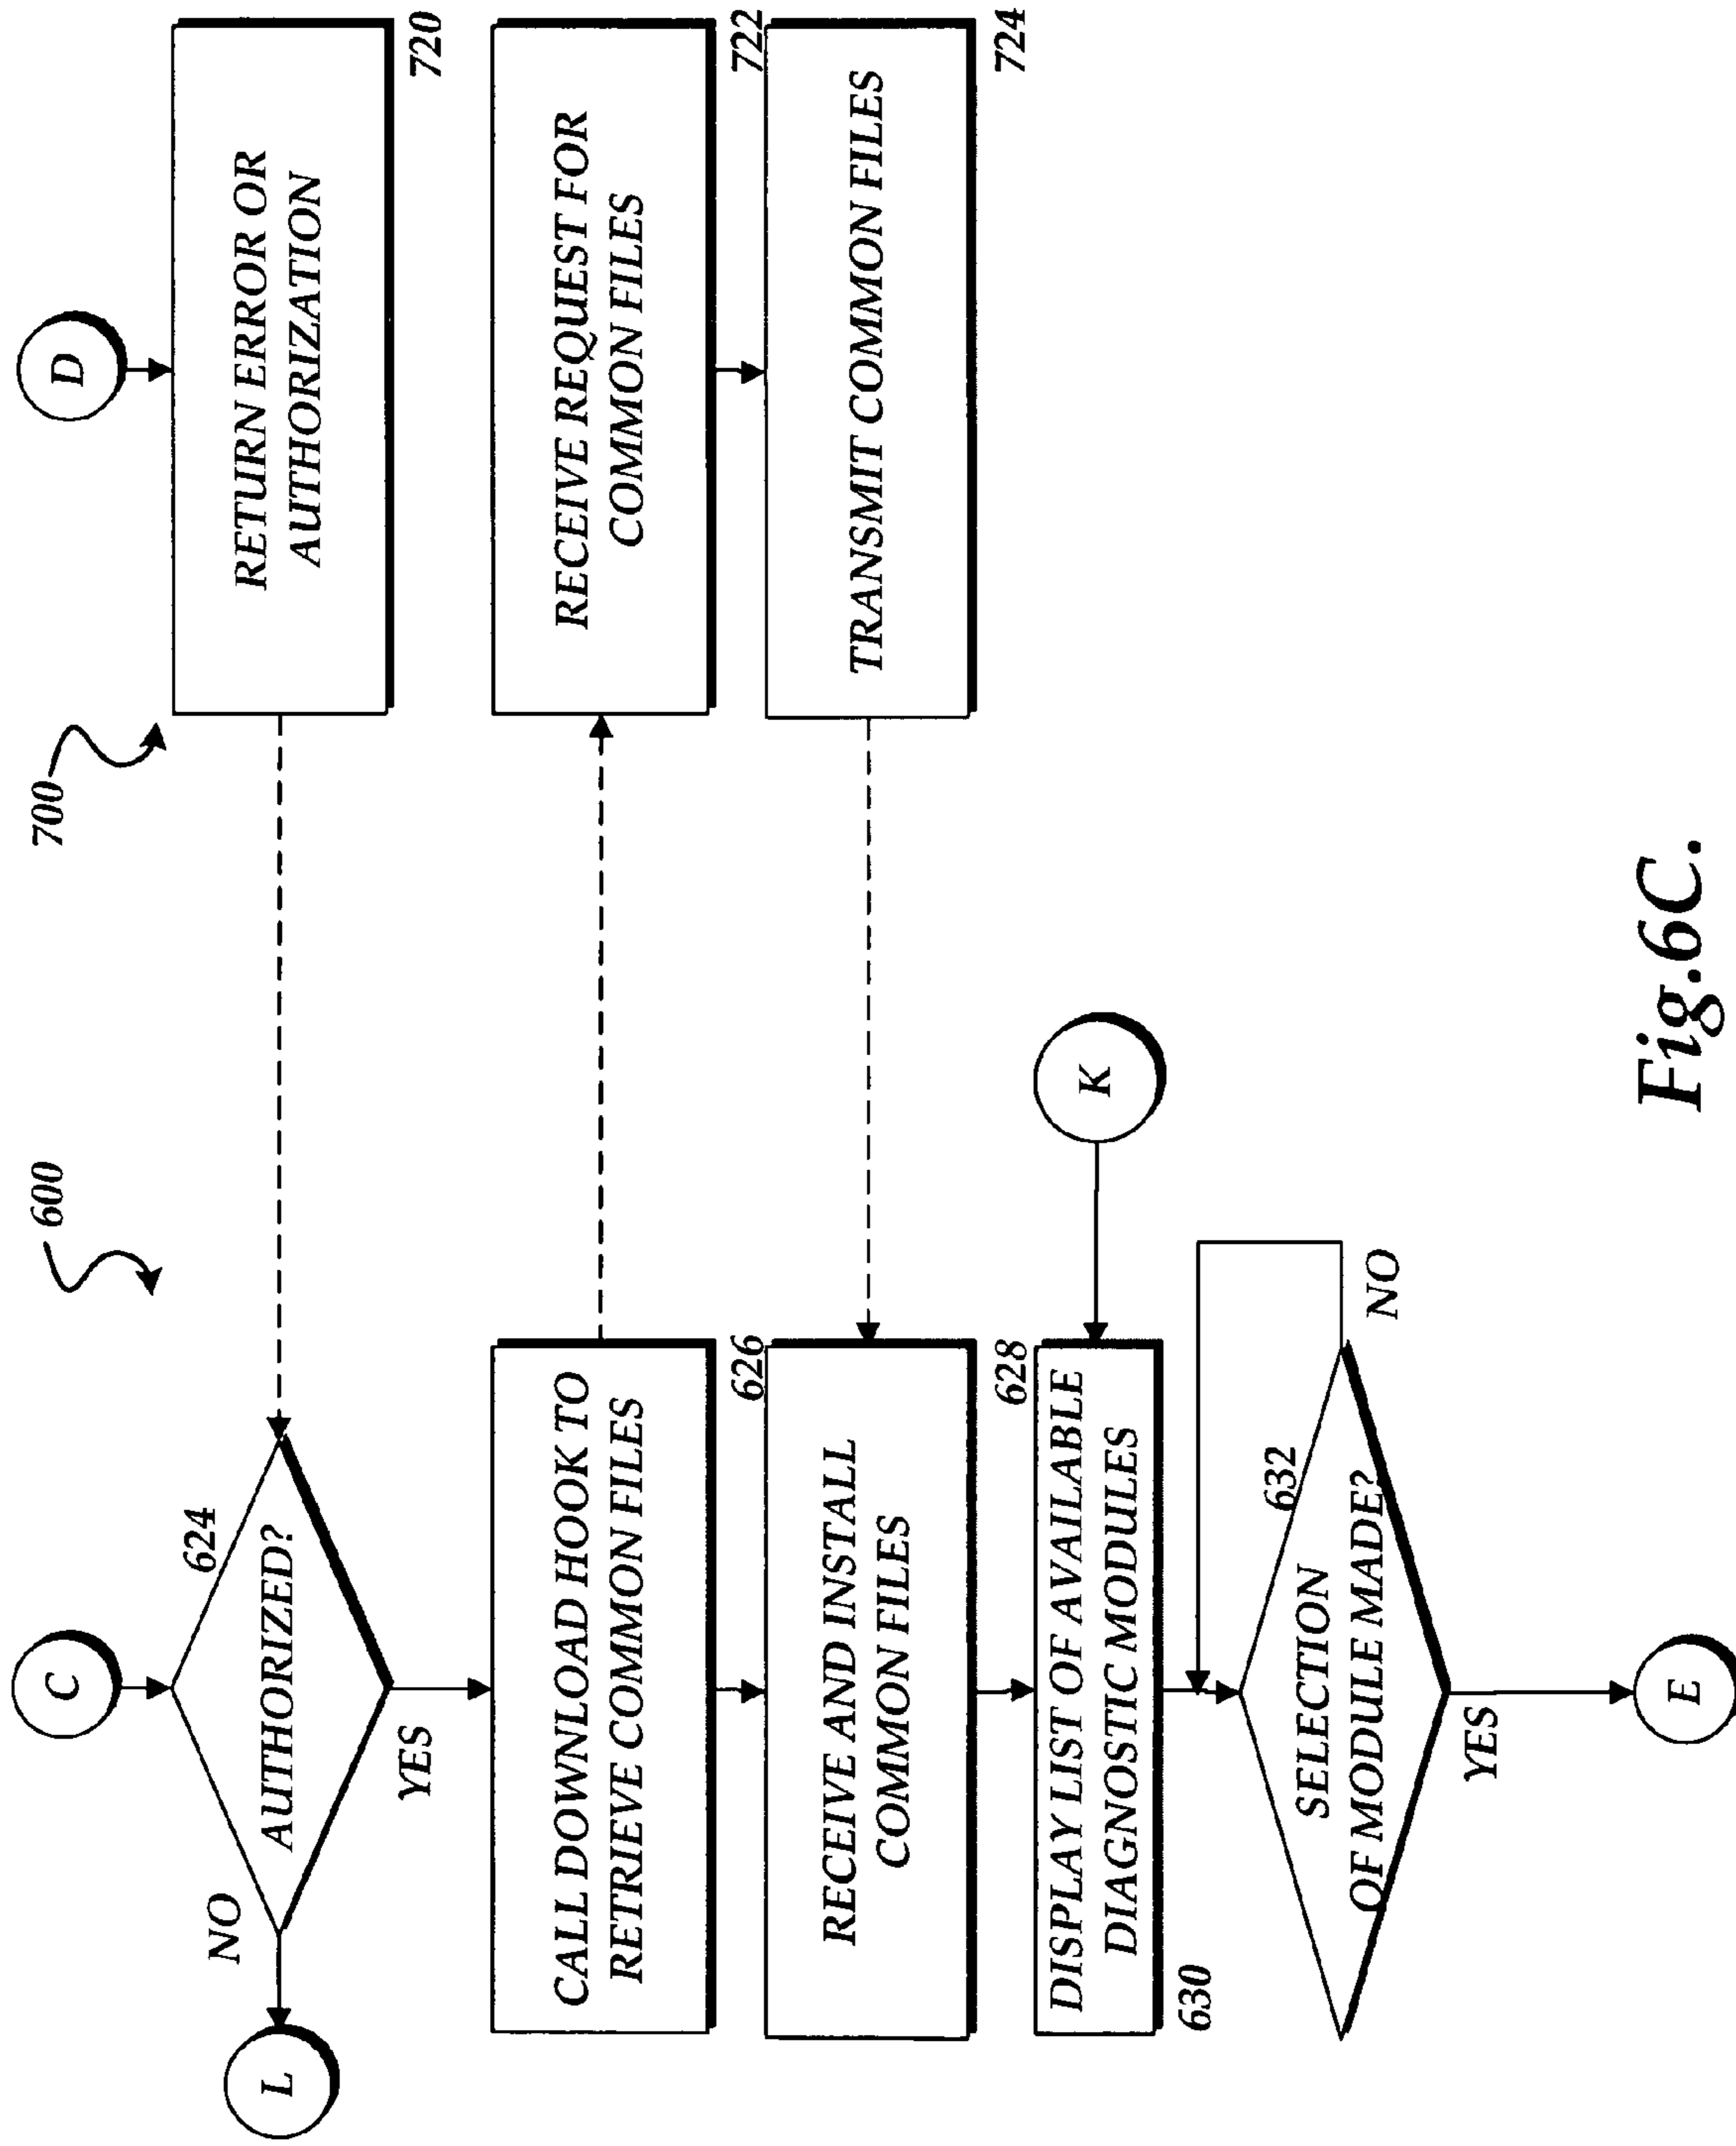 600
700
C
D
624
AUTHORIZED?
NO
L
YES
RETURN ERROR OR
AUTHORIZATION
720
CALL DOWNLOAD HOOK TO
RETRIEVE COMMON FILES
626
RECEIVE REQUEST FOR
COMMON FILES
722
RECEIVE AND INSTALL
COMMON FILES
628
TRANSMIT COMMON FILES
724
DISPLAY LIST OF AVAILABLE
DIAGNOSTIC MODULES
630
K
632
SELECTION
OF MODULE MADE?
NO
YES
E
Fig.6C.